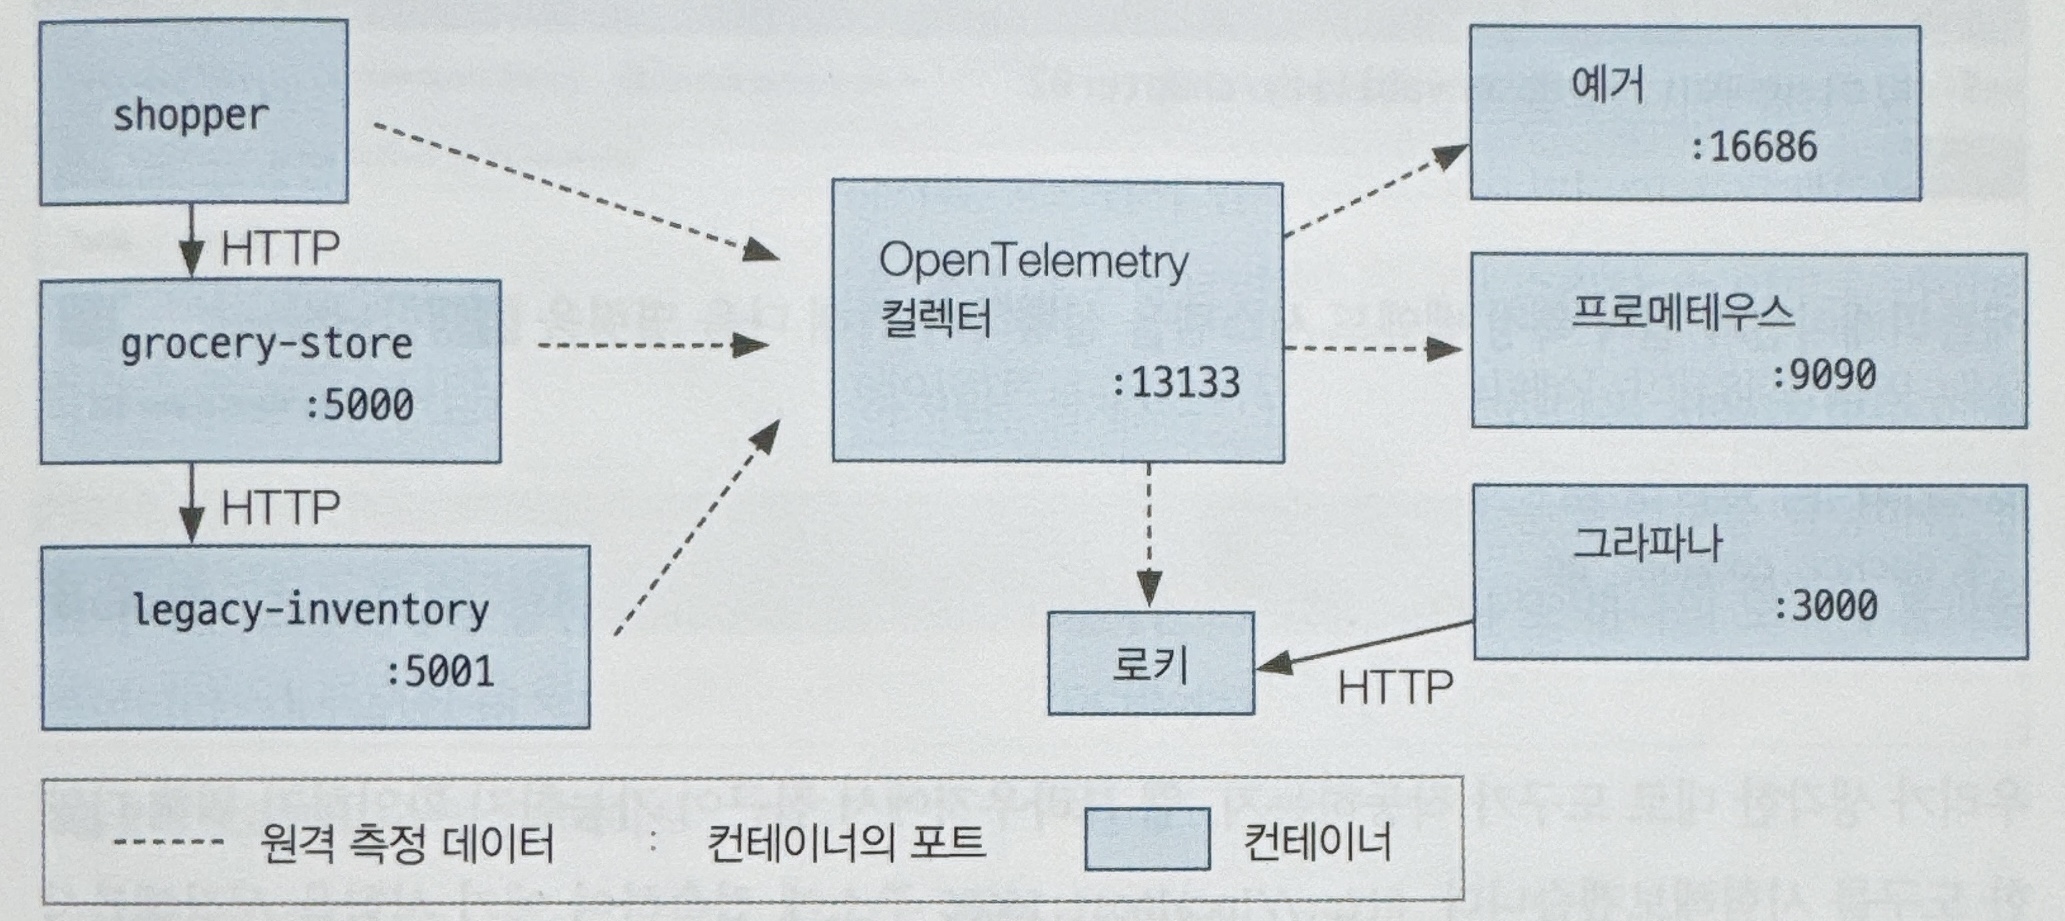 shopper
HTTP
grocery-store
:5000
HTTP
legacy-inventory
:5001
OpenTelemetry
컬렉터
:13133
로키
예거
:16686
프로메테우스
:9090
그라파나
:3000
HTTP
원격 측정 데이터 : 컨테이너의 포트 컨테이너